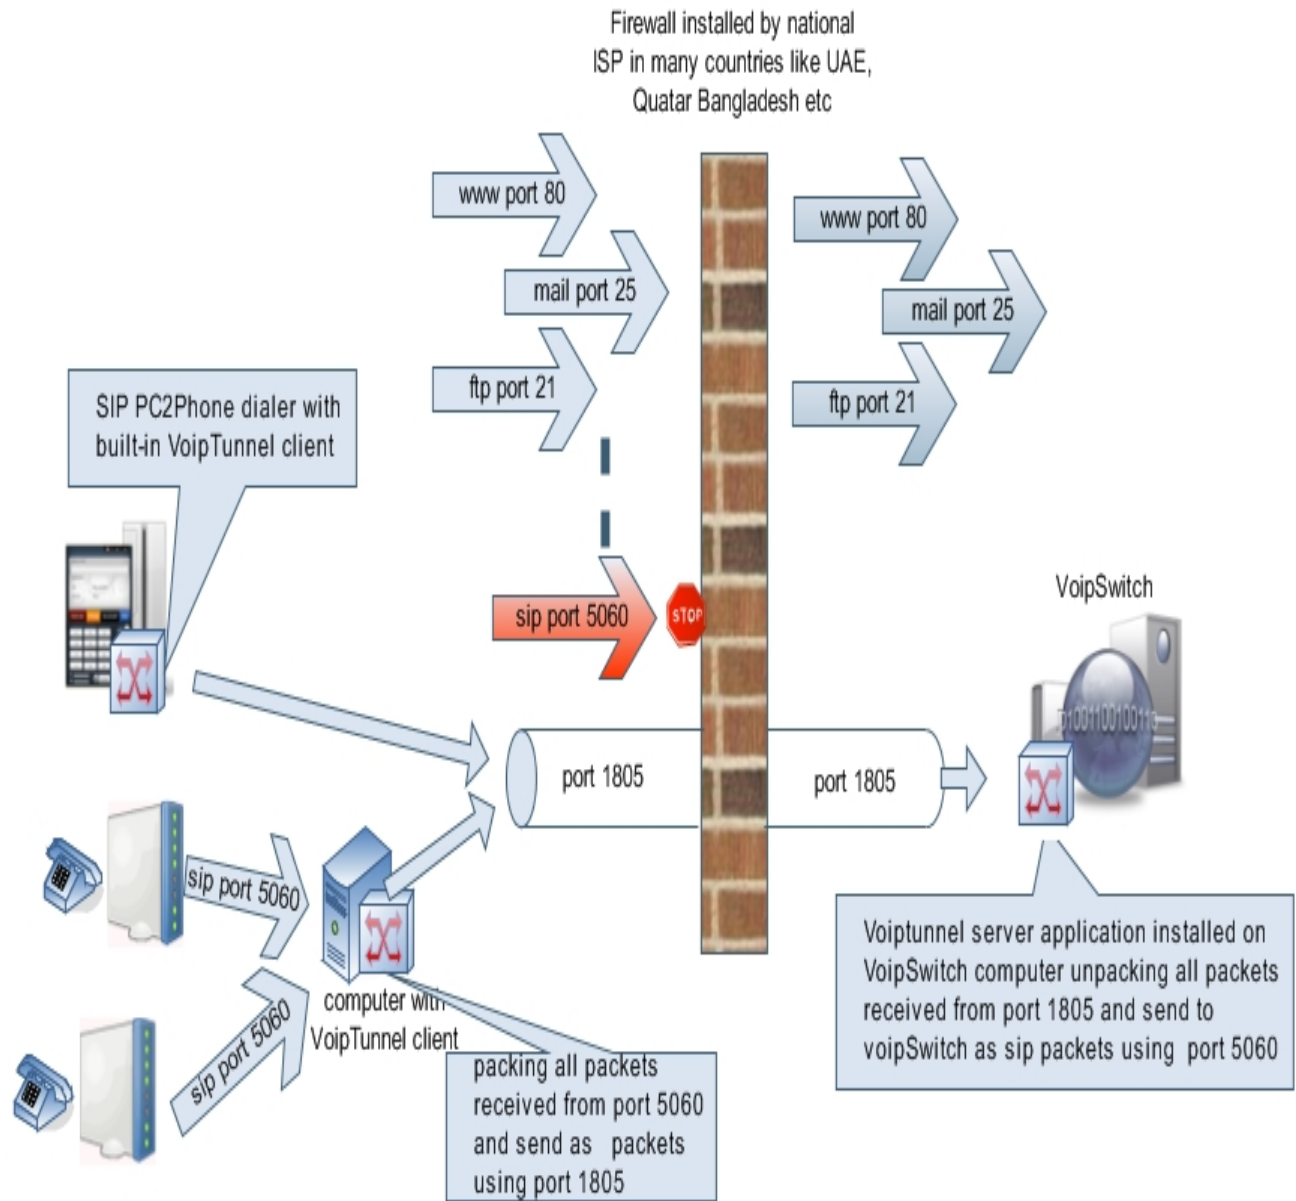 Firewall installed by national
ISP in many countries like UAE,
Quatar Bangladesh etc
www port 80
www port 80
mail port 25
mail port 25
ftp port 21
ftp port 21
SIP PC2Phone dialer with
built-in VoipTunnel client
sip port 5060
STOP
VoipSwitch
port 1805
port 1805
sip port 5060
sip port 5060
computer with
VoipTunnel client
packing all packets
received from port 5060
and send as packets
using port 1805
Voiptunnel server application installed on
VoipSwitch computer unpacking all packets
received from port 1805 and send to
voipSwitch as sip packets using port 5060